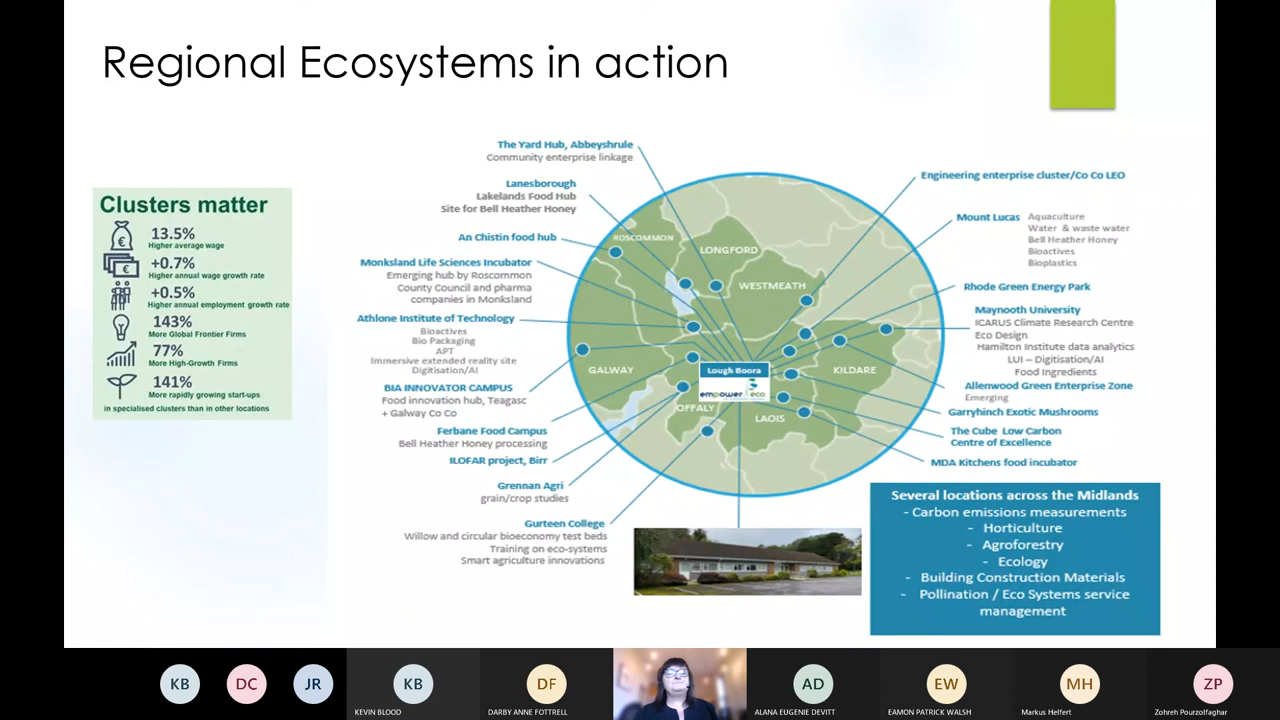 Regional Ecosystems in action
Clusters matter
13.5%
Higher average wage
+0.7%
Higher annual wage growth rate
+0.5%
Higher annual employment growth rate
143%
More Global Frontier Firms
77%
More High-Growth Firms
141%
More rapidly growing start-ups
in specialised clusters than in other locations
The Yard Hub, Abbeyshrule
Community enterprise linkage
Lanesborough
Lakelands Food Hub
Site for Bell Heather Honey
An Chistin food hub
Monksland Life Sciences Incubator
Emerging hub by Roscommon
County Council and pharma
companies in Monksland
Athlone Institute of Technology
Bioactives
Bio Packaging
APT
Immersive extended reality site
Digitisation/AI
BIA INNOVATOR CAMPUS
Food innovation hub, Teagasc
+ Galway Co Co
Ferbane Food Campus
Bell Heather Honey processing
ILOFAR project, Birr
Grennan Agri
grain/crop studies
Gurteen College
Willow and circular bioeconomy test beds
Training on eco-systems
Smart agriculture innovations
ROSCOMMON
LONGFORD
WESTMEATH
GALWAY
KILDARE
OFFALY
LAOIS
Lough Boora
empower eco
Engineering enterprise cluster/Co Co LEO
Mount Lucas Aquaculture
Water & waste water
Bell Heather Honey
Bioactives
Bioplastics
Rhode Green Energy Park
Maynooth University
ICARUS Climate Research Centre
Eco Design
Hamilton Institute data analytics
LUI – Digitisation/AI
Food Ingredients
Allenwood Green Enterprise Zone
Emerging
Garryhinch Exotic Mushrooms
The Cube Low Carbon
Centre of Excellence
MDA Kitchens food incubator
Several locations across the Midlands
- Carbon emissions measurements
- Horticulture
- Agroforestry
- Ecology
- Building Construction Materials
- Pollination / Eco Systems service
management
KB DC JR KB DF AD EW MH ZP
KEVIN BLOOD DARBY ANNE FOTTRELL ALANA EUGENIE DEVITT EAMON PATRICK WALSH Markus Helfert Zohreh Pourzolfaghar